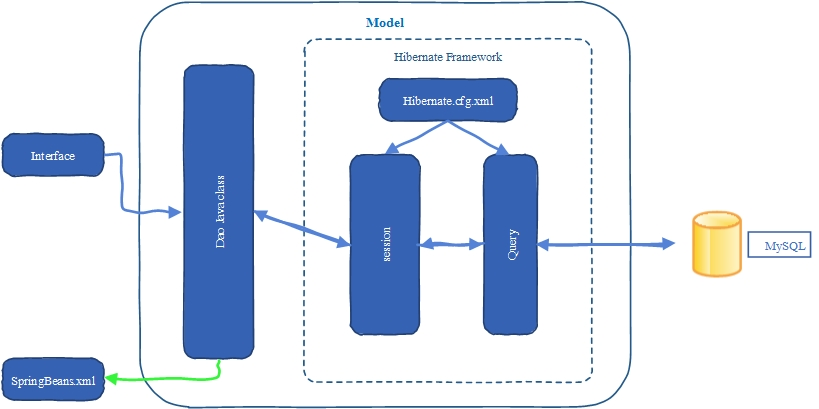 Model
Hibernate Framework
Hibernate.cfg.xml
Interface
Dao Java class
session
Query
MySQL
SpringBeans.xml